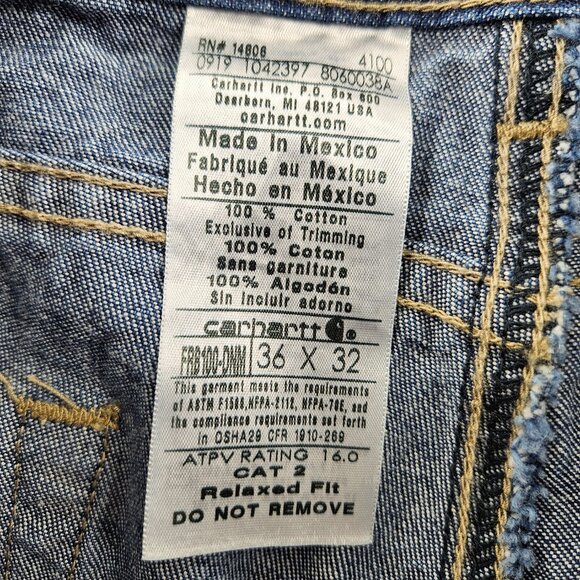 RN# 14806 4100
0919 1042397 8060038A
Carhartt Inc, P.O. Box 600
Dearborn, MI 48121 USA
carhartt.com
Made in Mexico
Fabriqué au Mexique
Hecho en México
100 % Cotton
Exclusive of Trimming
100% Coton
Sans garniture
100% Algodón
Sin incluir adorno
carhartt
FRB100-DNM 36 X 32
This garment meets the requirements
of ASTM F1506, NFPA-2112, NFPA-70E, and
the compliance requirements set forth
in OSHA29 CFR 1910-269
ATPV RATING 16.0
CAT 2
Relaxed Fit
DO NOT REMOVE